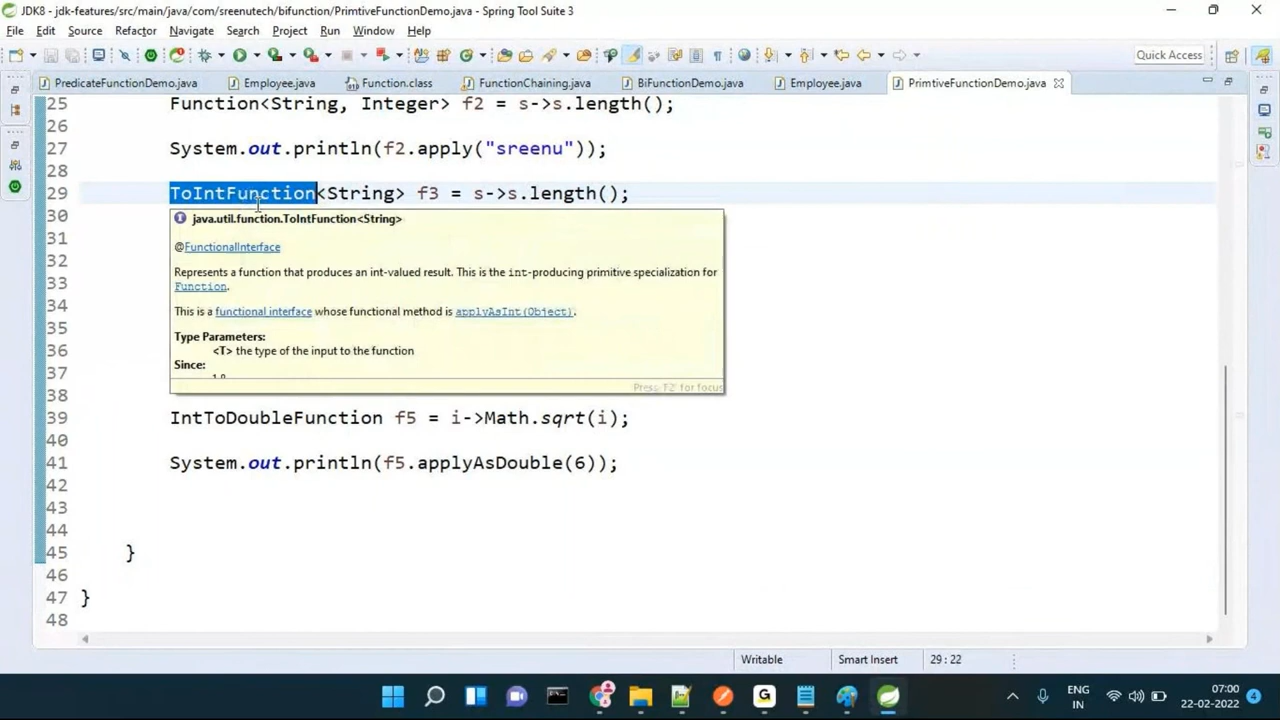 JDK8 - jdk-features/src/main/java/com/sreenutech/bifunction/PrimtiveFunctionDemo.java - Spring Tool Suite 3
File Edit Source Refactor Navigate Search Project Run Window Help
Quick Access
PredicateFunctionDemo.java Employee.java Function.class FunctionChaining.java BiFunctionDemo.java Employee.java PrimtiveFunctionDemo.java
25 Function<String, Integer> f2 = s->s.length();
26
27 System.out.println(f2.apply("sreenu"));
28
29 ToIntFunction<String> f3 = s->s.length();
30
31
32
33
34
35
36
37
38
java.util.function.ToIntFunction<String>
@FunctionalInterface
Represents a function that produces an int-valued result. This is the int-producing primitive specialization for
Function.
This is a functional interface whose functional method is applyAsInt(Object).
Type Parameters:
<T> the type of the input to the function
Since:
1.8
Press 'F2' for focus
39 IntToDoubleFunction f5 = i->Math.sqrt(i);
40
41 System.out.println(f5.applyAsDouble(6));
42
43
44
45 }
46
47 }
48
Writable Smart Insert 29 : 22
ENG
IN
07:00
22-02-2022
4